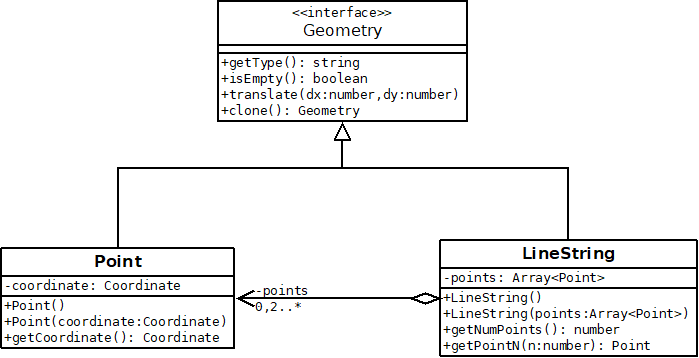 <<interface>>
Geometry
+getType(): string
+isEmpty(): boolean
+translate(dx:number,dy:number)
+clone(): Geometry
Point
-coordinate: Coordinate
+Point()
+Point(coordinate:Coordinate)
+getCoordinate(): Coordinate
-points
0,2..*
LineString
-points: Array<Point>
+LineString()
+LineString(points:Array<Point>)
+getNumPoints(): number
+getPointN(n:number): Point